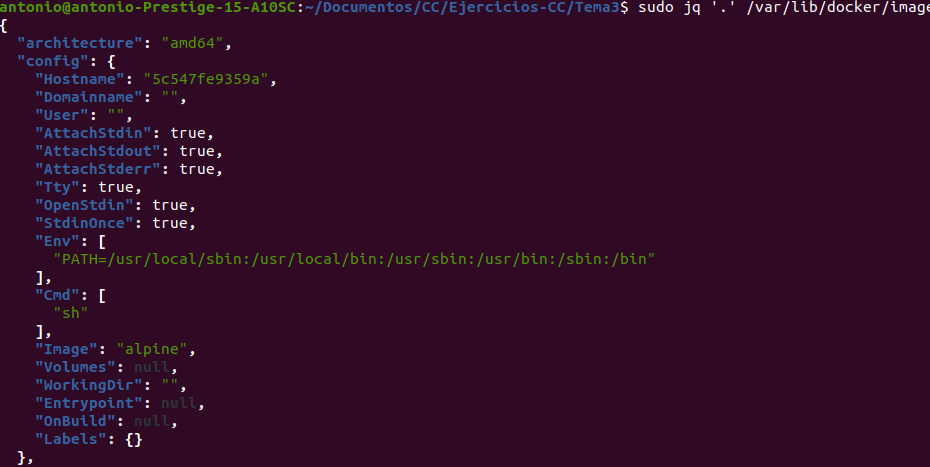 antonio@antonio-Prestige-15-A10SC:~/Documentos/CC/Ejercicios-CC/Tema3$ sudo jq '.' /var/lib/docker/image
{
  "architecture": "amd64",
  "config": {
    "Hostname": "5c547fe9359a",
    "Domainname": "",
    "User": "",
    "AttachStdin": true,
    "AttachStdout": true,
    "AttachStderr": true,
    "Tty": true,
    "OpenStdin": true,
    "StdinOnce": true,
    "Env": [
      "PATH=/usr/local/sbin:/usr/local/bin:/usr/sbin:/usr/bin:/sbin:/bin"
    ],
    "Cmd": [
      "sh"
    ],
    "Image": "alpine",
    "Volumes": null,
    "WorkingDir": "",
    "Entrypoint": null,
    "OnBuild": null,
    "Labels": {}
  },